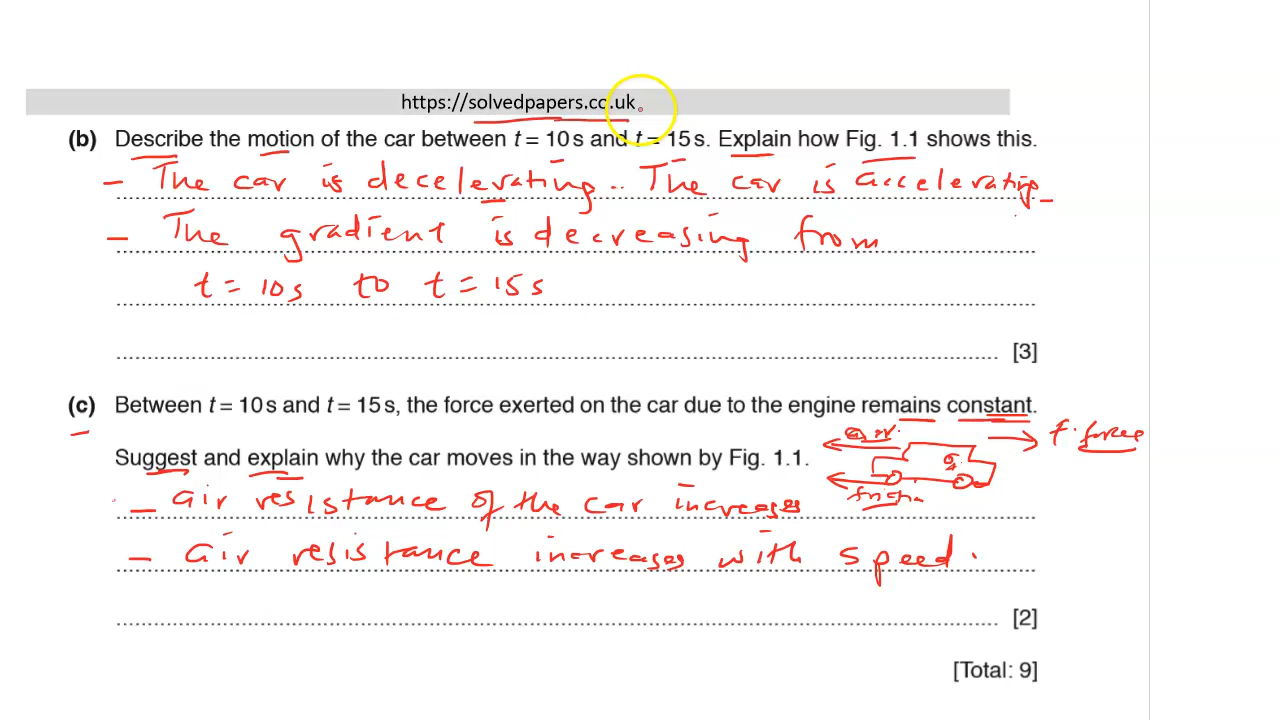 https://solvedpapers.co.uk
(b) Describe the motion of the car between t = 10 s and t = 15 s. Explain how Fig. 1.1 shows this.
– The car is decelerating.. The car is accelerating
– The gradient is decreasing from
t = 10s to t = 15s
[3]
(c) Between t = 10 s and t = 15 s, the force exerted on the car due to the engine remains constant.
F. force
Suggest and explain why the car moves in the way shown by Fig. 1.1.
– air resistance of the car increases
– air resistance increases with speed.
[2]
[Total: 9]